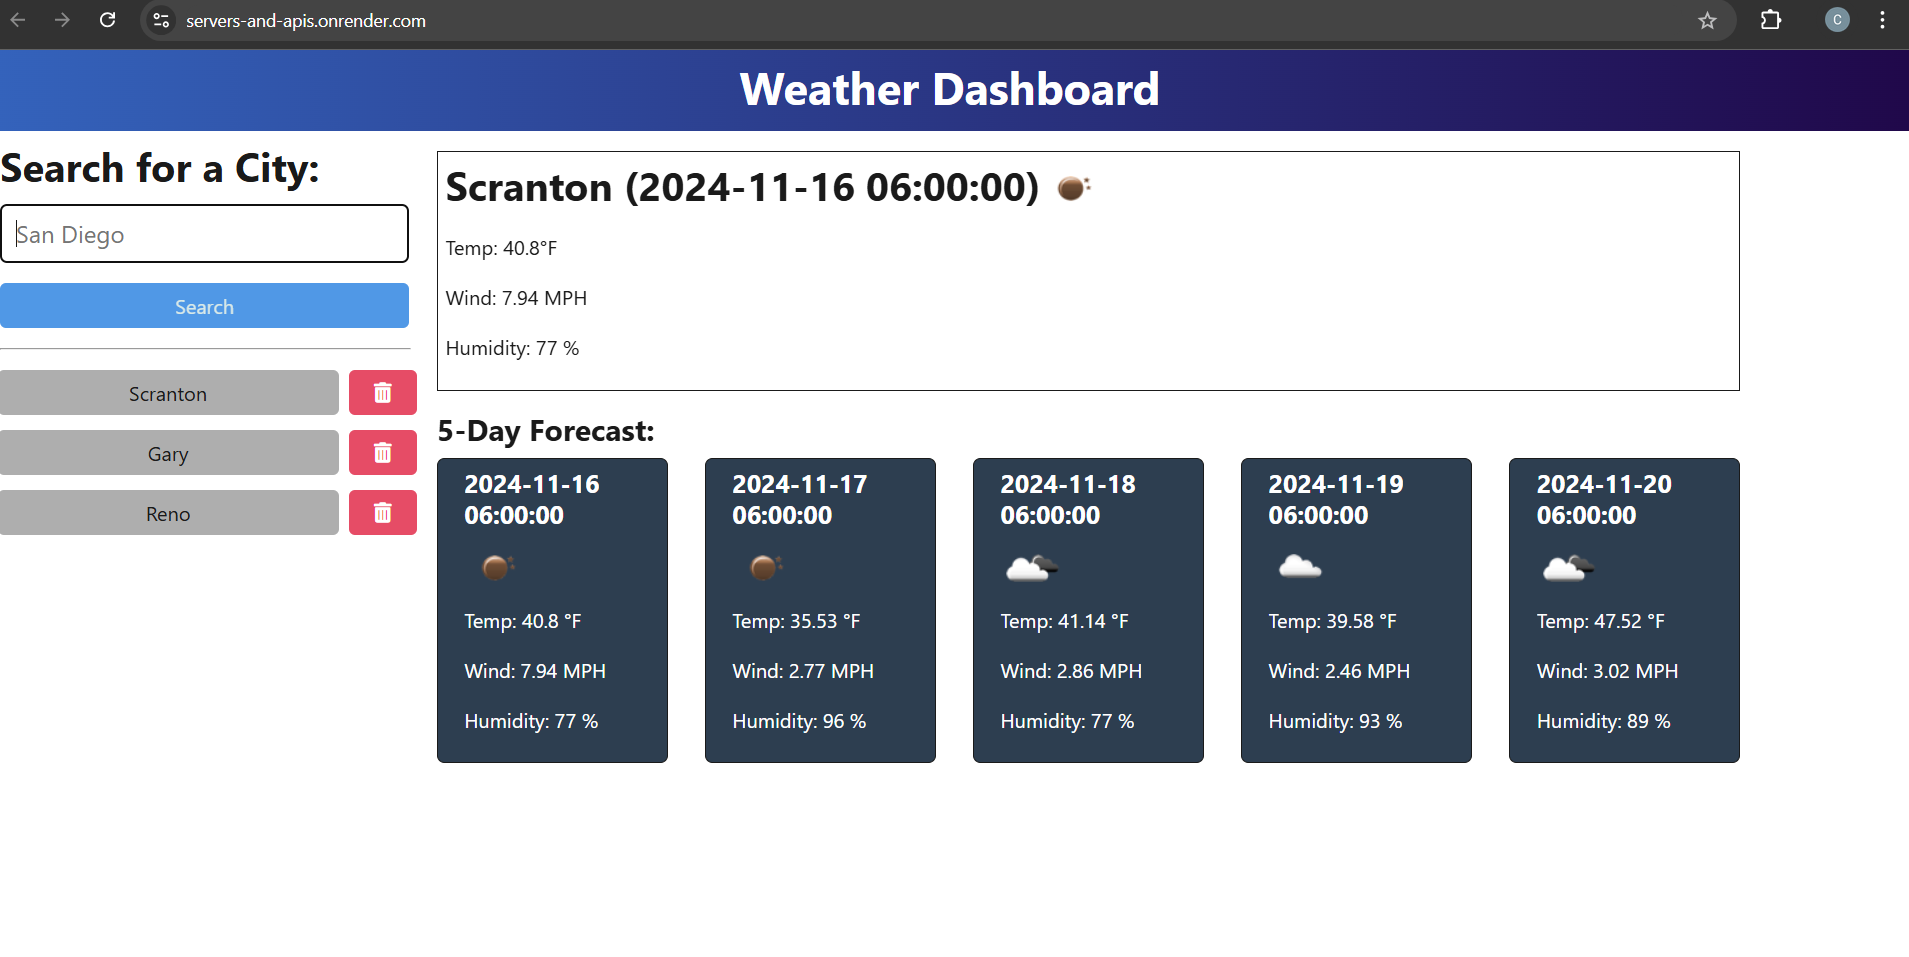 servers-and-apis.onrender.com
C
Weather Dashboard
Search for a City:
San Diego
Search
Scranton
Gary
Reno
Scranton (2024-11-16 06:00:00)
Temp: 40.8°F
Wind: 7.94 MPH
Humidity: 77 %
5-Day Forecast:
2024-11-16
06:00:00
Temp: 40.8 °F
Wind: 7.94 MPH
Humidity: 77 %
2024-11-17
06:00:00
Temp: 35.53 °F
Wind: 2.77 MPH
Humidity: 96 %
2024-11-18
06:00:00
Temp: 41.14 °F
Wind: 2.86 MPH
Humidity: 77 %
2024-11-19
06:00:00
Temp: 39.58 °F
Wind: 2.46 MPH
Humidity: 93 %
2024-11-20
06:00:00
Temp: 47.52 °F
Wind: 3.02 MPH
Humidity: 89 %